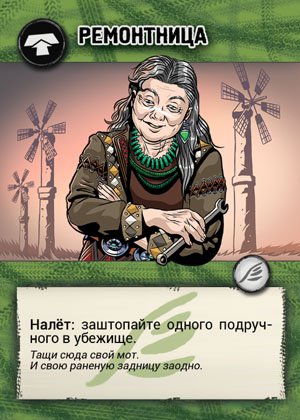 РЕМОНТНИЦА
Налёт: заштопайте одного подруч-
ного в убежище.
Тащи сюда свой мот.
И свою раненую задницу заодно.